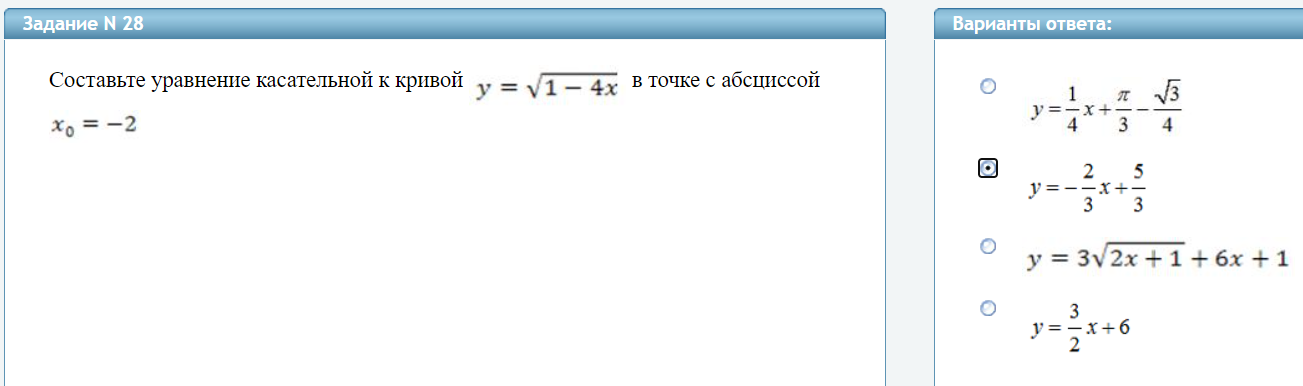 Задание N 28
Составьте уравнение касательной к кривой y = √(1 − 4x) в точке с абсциссой
x₀ = −2
Варианты ответа:
y = 1/4 x + π/3 − √3/4
y = − 2/3 x + 5/3
y = 3√(2x + 1) + 6x + 1
y = 3/2 x + 6